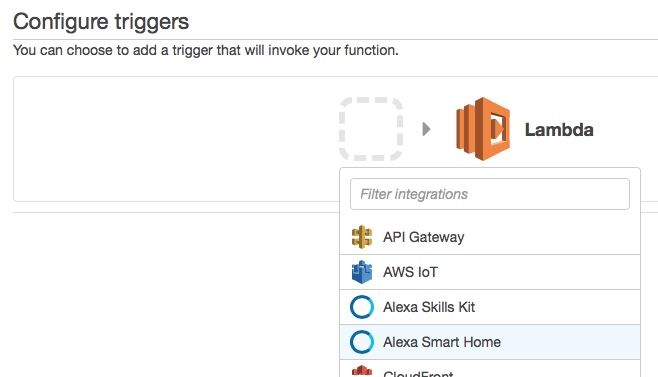 Configure triggers
You can choose to add a trigger that will invoke your function.
Lambda
Filter integrations
API Gateway
AWS IoT
Alexa Skills Kit
Alexa Smart Home
CloudFront